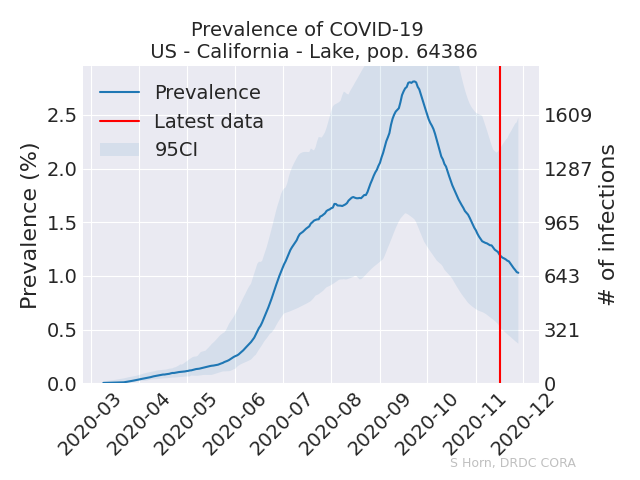 Prevalence of COVID-19
US - California - Lake, pop. 64386
Prevalence
Latest data
95CI
Prevalence (%)
2.5
2.0
1.5
1.0
0.5
0.0
1609
1287
965
643
321
0
# of infections
2020-03
2020-04
2020-05
2020-06
2020-07
2020-08
2020-09
2020-10
2020-11
2020-12
S Horn, DRDC CORA